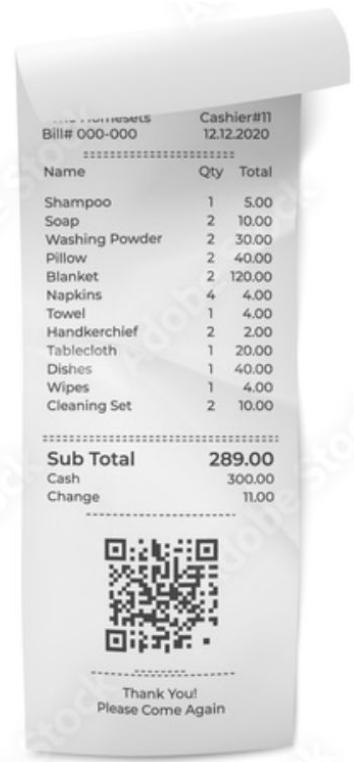 Homesets Cashier#11
Bill# 000-000 12.12.2020
Name Qty Total
Shampoo 1 5.00
Soap 2 10.00
Washing Powder 2 30.00
Pillow 2 40.00
Blanket 2 120.00
Napkins 4 4.00
Towel 1 4.00
Handkerchief 2 2.00
Tablecloth 1 20.00
Dishes 1 40.00
Wipes 1 4.00
Cleaning Set 2 10.00
Sub Total 289.00
Cash 300.00
Change 11.00
Thank You!
Please Come Again
Adobe Stock